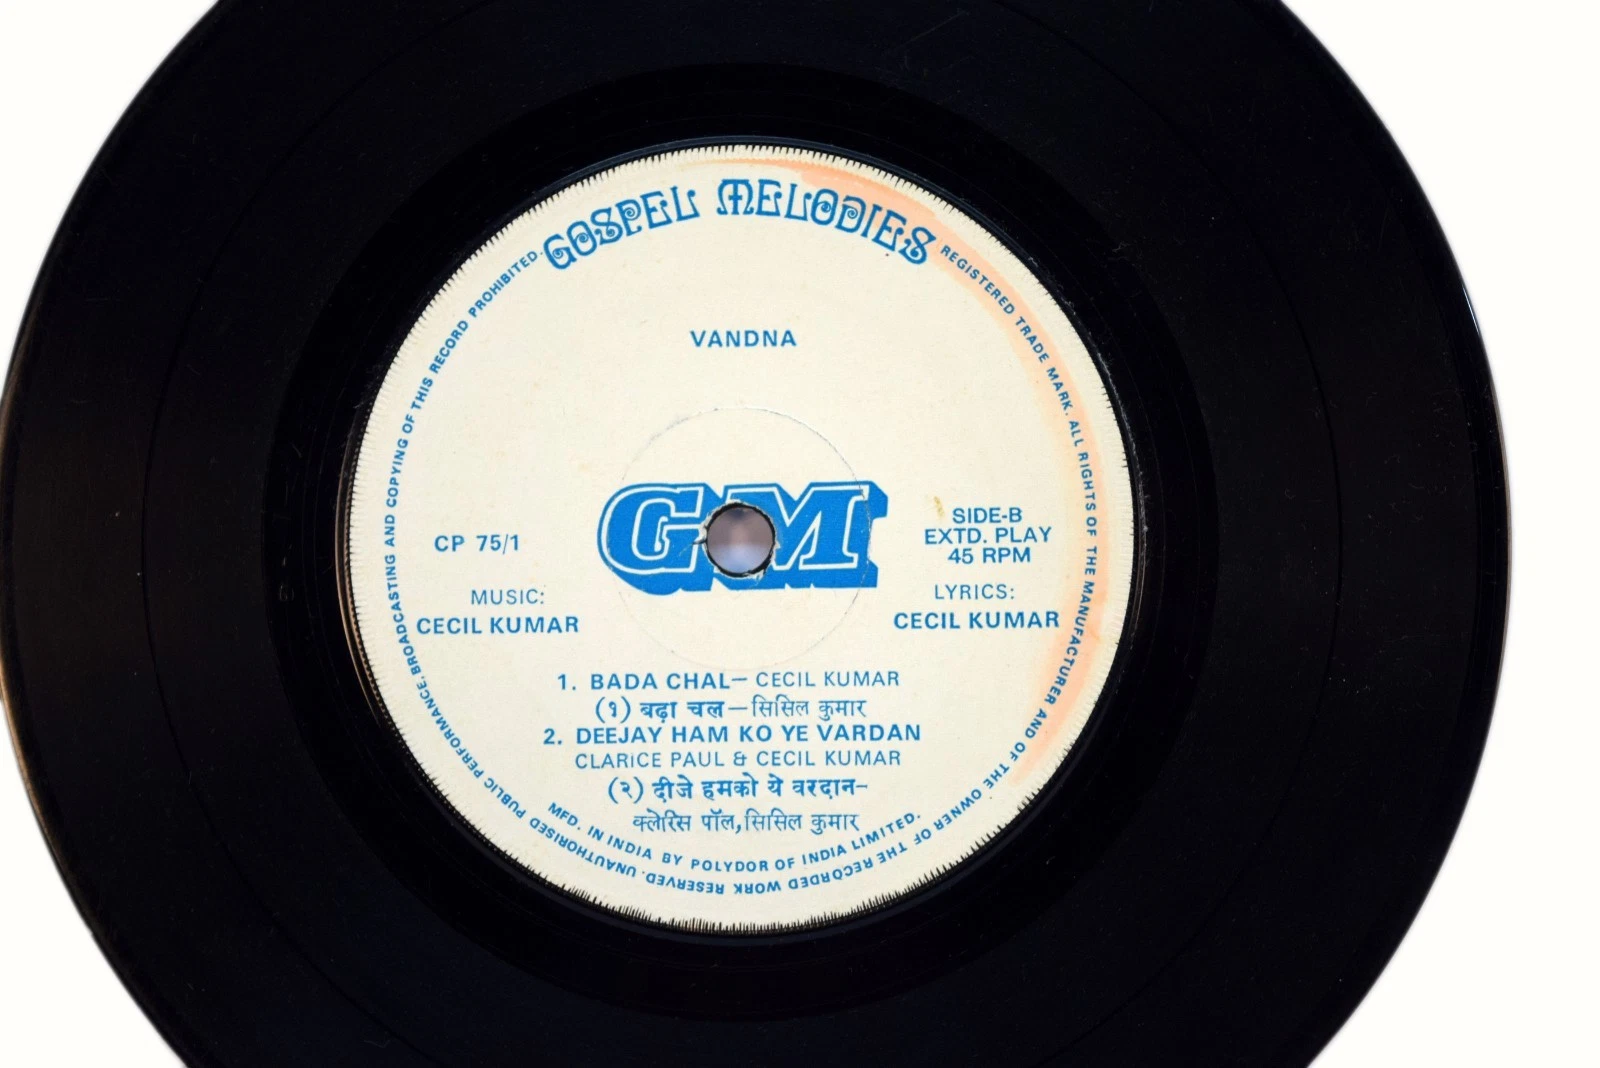 GOSPEL MELODIES
REGISTERED TRADE MARK. ALL RIGHTS OF THE MANUFACTURER AND OF THE OWNER OF THE RECORDED WORK RESERVED. UNAUTHORISED PUBLIC PERFORMANCE, BROADCASTING AND COPYING OF THIS RECORD PROHIBITED.
VANDNA
GM
CP 75/1
SIDE-B
EXTD. PLAY
45 RPM
MUSIC:
CECIL KUMAR
LYRICS:
CECIL KUMAR
1. BADA CHAL— CECIL KUMAR
(१) बढ़ा चल—सिसिल कुमार
2. DEEJAY HAM KO YE VARDAN
CLARICE PAUL & CECIL KUMAR
(२) दीजे हमको ये वरदान-
क्लेरिस पॉल,सिसिल कुमार
MFD. IN INDIA BY POLYDOR OF INDIA LIMITED.